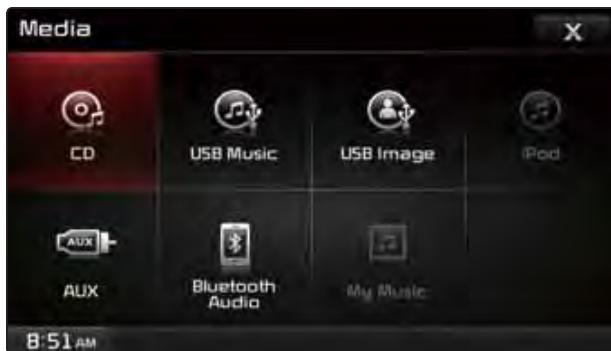 Media
X
CD
USB Music
USB Image
iPod
AUX
AUX
Bluetooth
Audio
My Music
8:51 AM